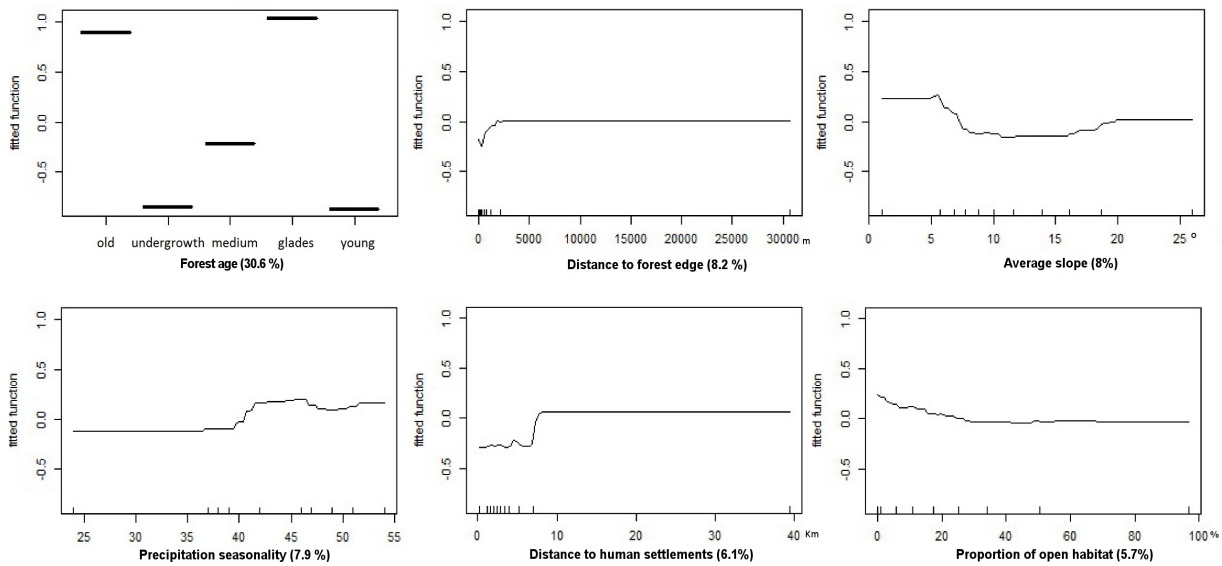 fitted function
1.0
0.5
0.0
-0.5
old undergrowth medium glades young
Forest age (30.6 %)
fitted function
1.0
0.5
0.0
-0.5
0 5000 10000 15000 20000 25000 30000 m
Distance to forest edge (8.2 %)
fitted function
1.0
0.5
0.0
-0.5
0 5 10 15 20 25 o
Average slope (8%)
fitted function
1.0
0.5
0.0
-0.5
25 30 35 40 45 50 55
Precipitation seasonality (7.9 %)
fitted function
1.0
0.5
0.0
-0.5
0 10 20 30 40 Km
Distance to human settlements (6.1%)
fitted function
1.0
0.5
0.0
-0.5
0 20 40 60 80 100 %
Proportion of open habitat (5.7%)